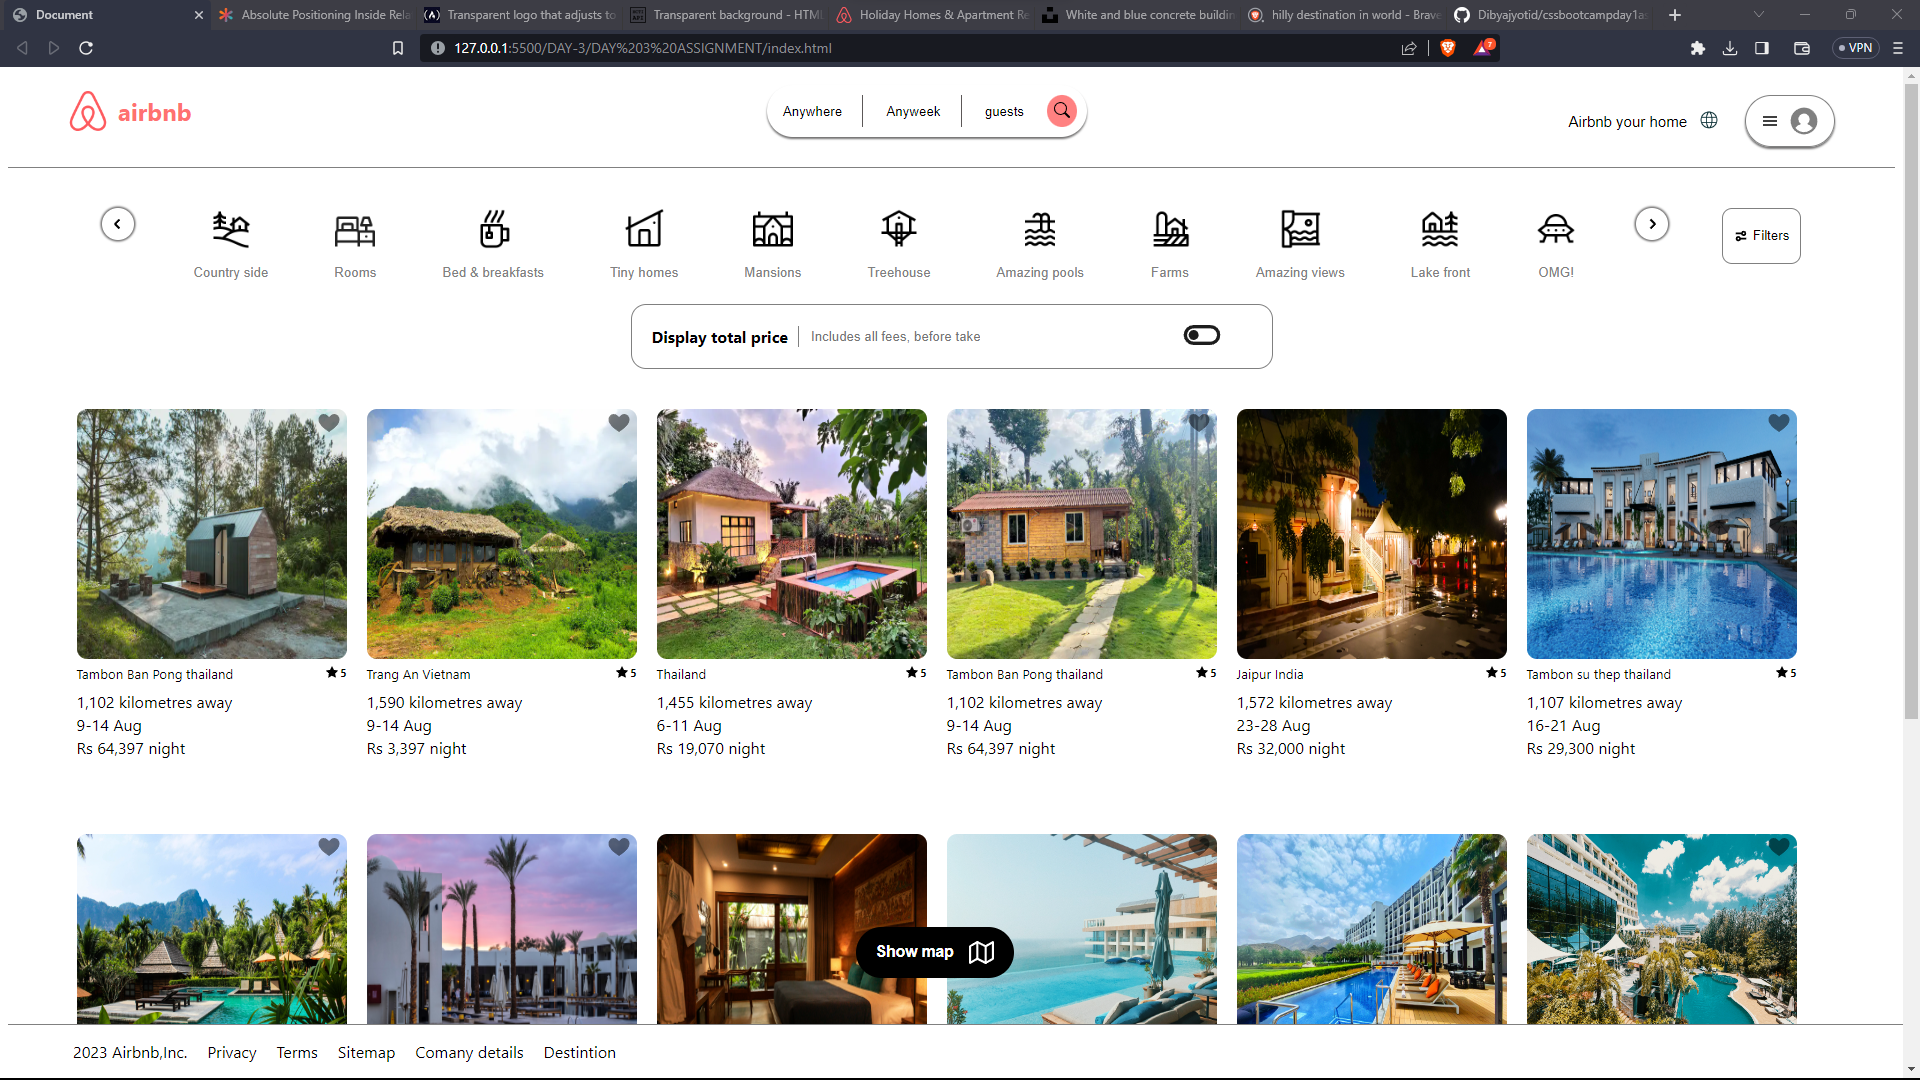 Document
Absolute Positioning Inside Rela
Transparent logo that adjusts to
Transparent background - HTML
Holiday Homes & Apartment Re
White and blue concrete buildin
hilly destination in world - Brave
Dibyajyotid/cssbootcampday1as
127.0.0.1:5500/DAY-3/DAY%203%20ASSIGNMENT/index.html
7
VPN
airbnb
Anywhere
Anyweek
guests
Airbnb your home
Country side
Rooms
Bed & breakfasts
Tiny homes
Mansions
Treehouse
Amazing pools
Farms
Amazing views
Lake front
OMG!
Filters
Display total price
Includes all fees, before take
Tambon Ban Pong thailand
5
1,102 kilometres away
9-14 Aug
Rs 64,397 night
Trang An Vietnam
5
1,590 kilometres away
9-14 Aug
Rs 3,397 night
Thailand
5
1,455 kilometres away
6-11 Aug
Rs 19,070 night
Tambon Ban Pong thailand
5
1,102 kilometres away
9-14 Aug
Rs 64,397 night
Jaipur India
5
1,572 kilometres away
23-28 Aug
Rs 32,000 night
Tambon su thep thailand
5
1,107 kilometres away
16-21 Aug
Rs 29,300 night
Show map
2023 Airbnb,Inc.
Privacy
Terms
Sitemap
Comany details
Destintion